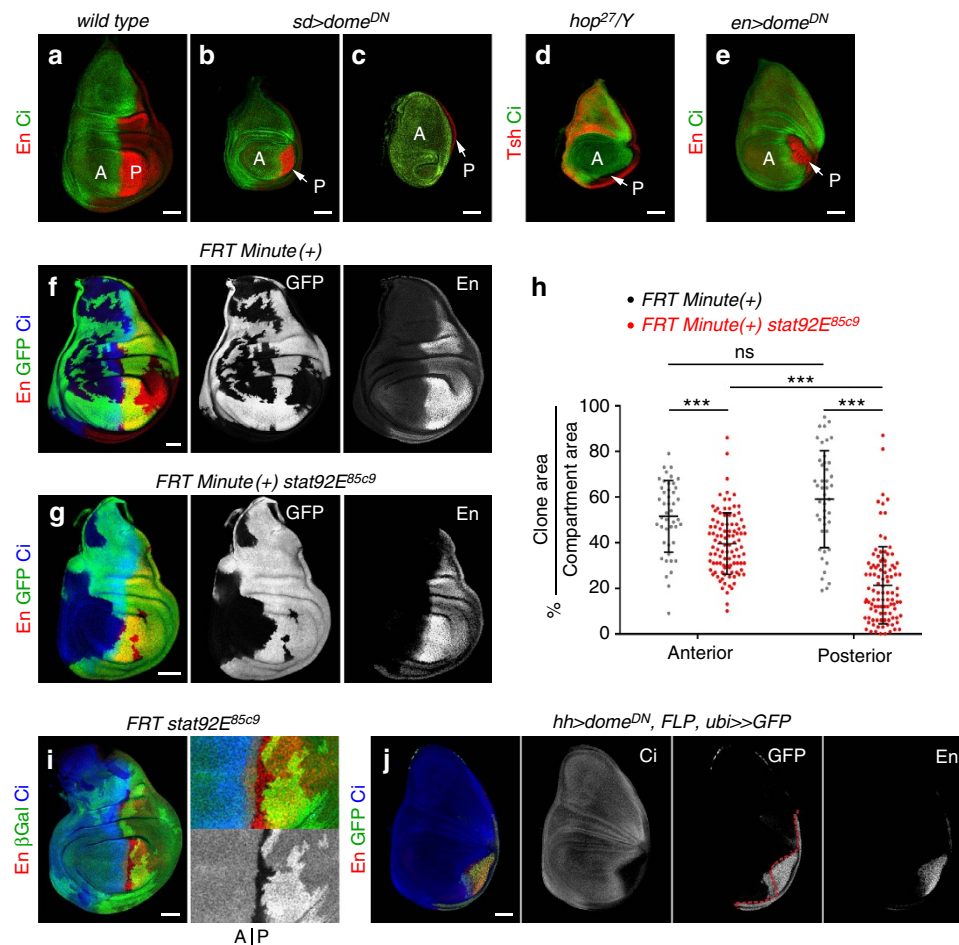 wild type
sd>dome^DN
hop^27/Y
en>dome^DN
En Ci
a
A
P
b
A
P
c
A
P
Tsh Ci
d
A
P
En Ci
e
A
P
FRT Minute(+)
En GFP Ci
f
GFP
En
FRT Minute(+) stat92E^85c9
En GFP Ci
g
GFP
En
h
FRT Minute(+)
FRT Minute(+) stat92E^85c9
ns
***
*** ***
% Clone area
Compartment area
100
80
60
40
20
0
Anterior Posterior
FRT stat92E^85c9
En βGal Ci
i
A|P
hh>dome^DN, FLP, ubi>>GFP
En GFP Ci
j
Ci
GFP
En